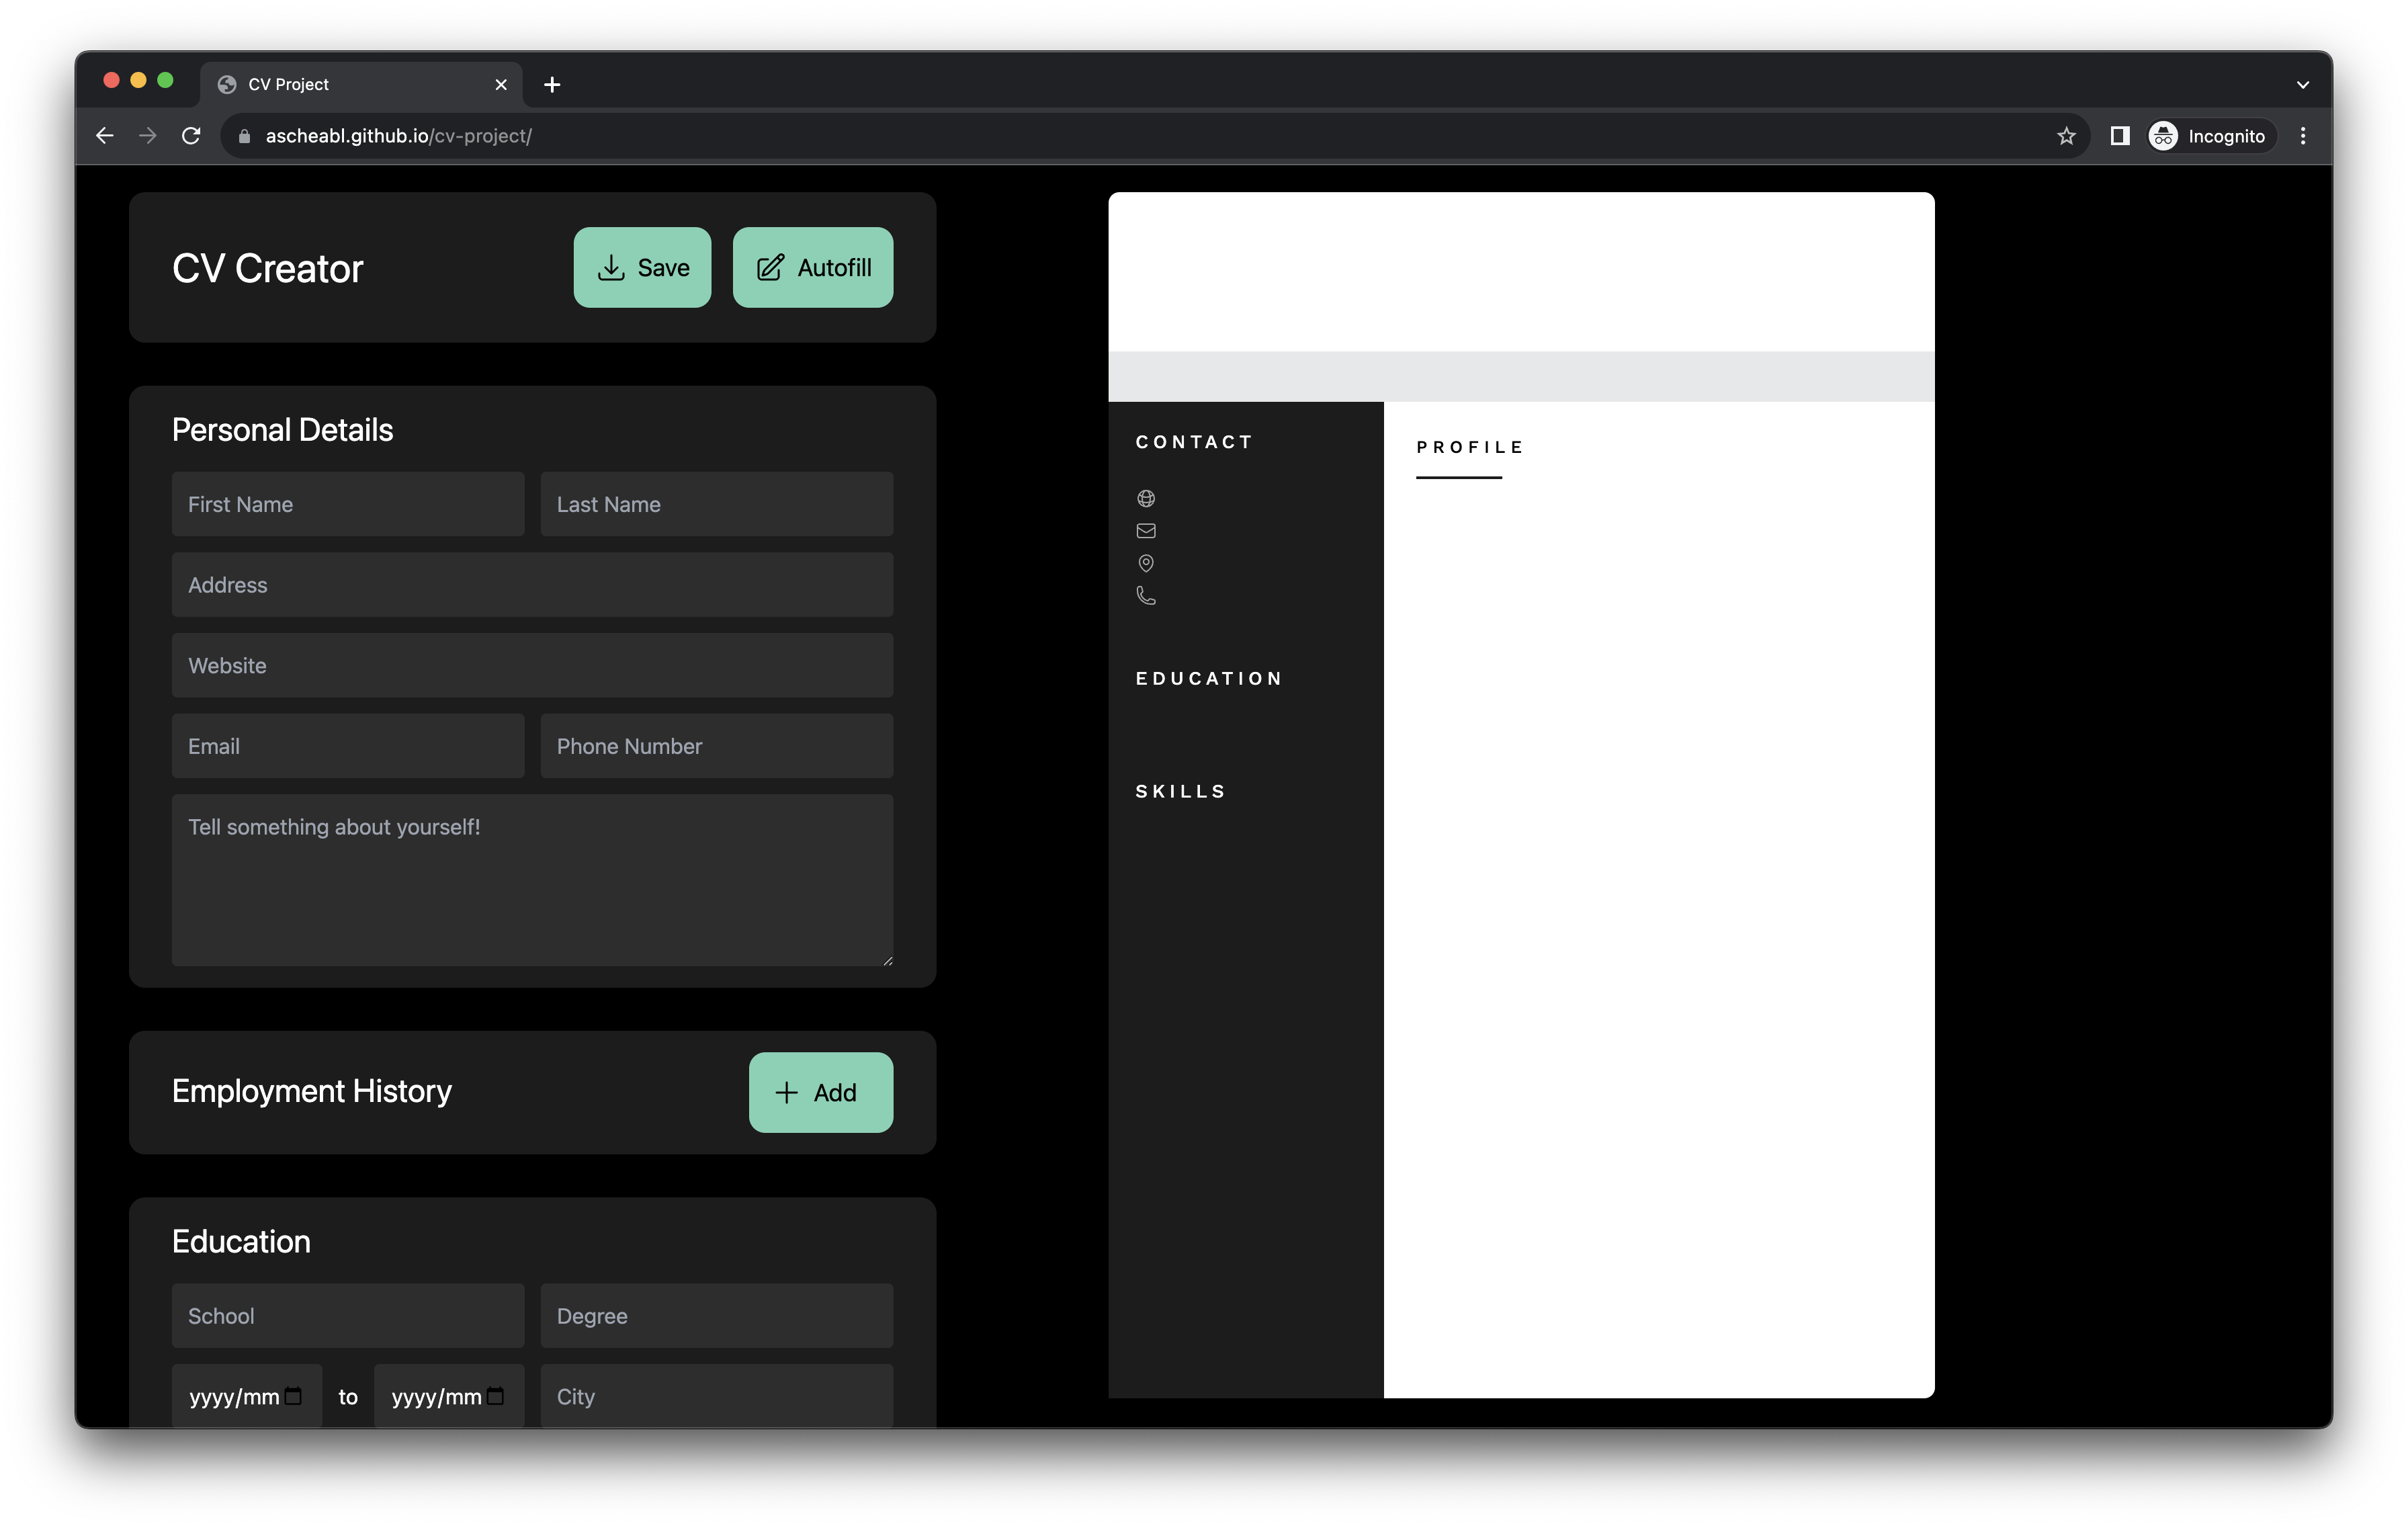 CV Project
ascheabl.github.io/cv-project/
Incognito
CV Creator
Save
Autofill
Personal Details
First Name
Last Name
Address
Website
Email
Phone Number
Tell something about yourself!
Employment History
Add
Education
School
Degree
yyyy/mm
to
yyyy/mm
City
CONTACT
EDUCATION
SKILLS
PROFILE